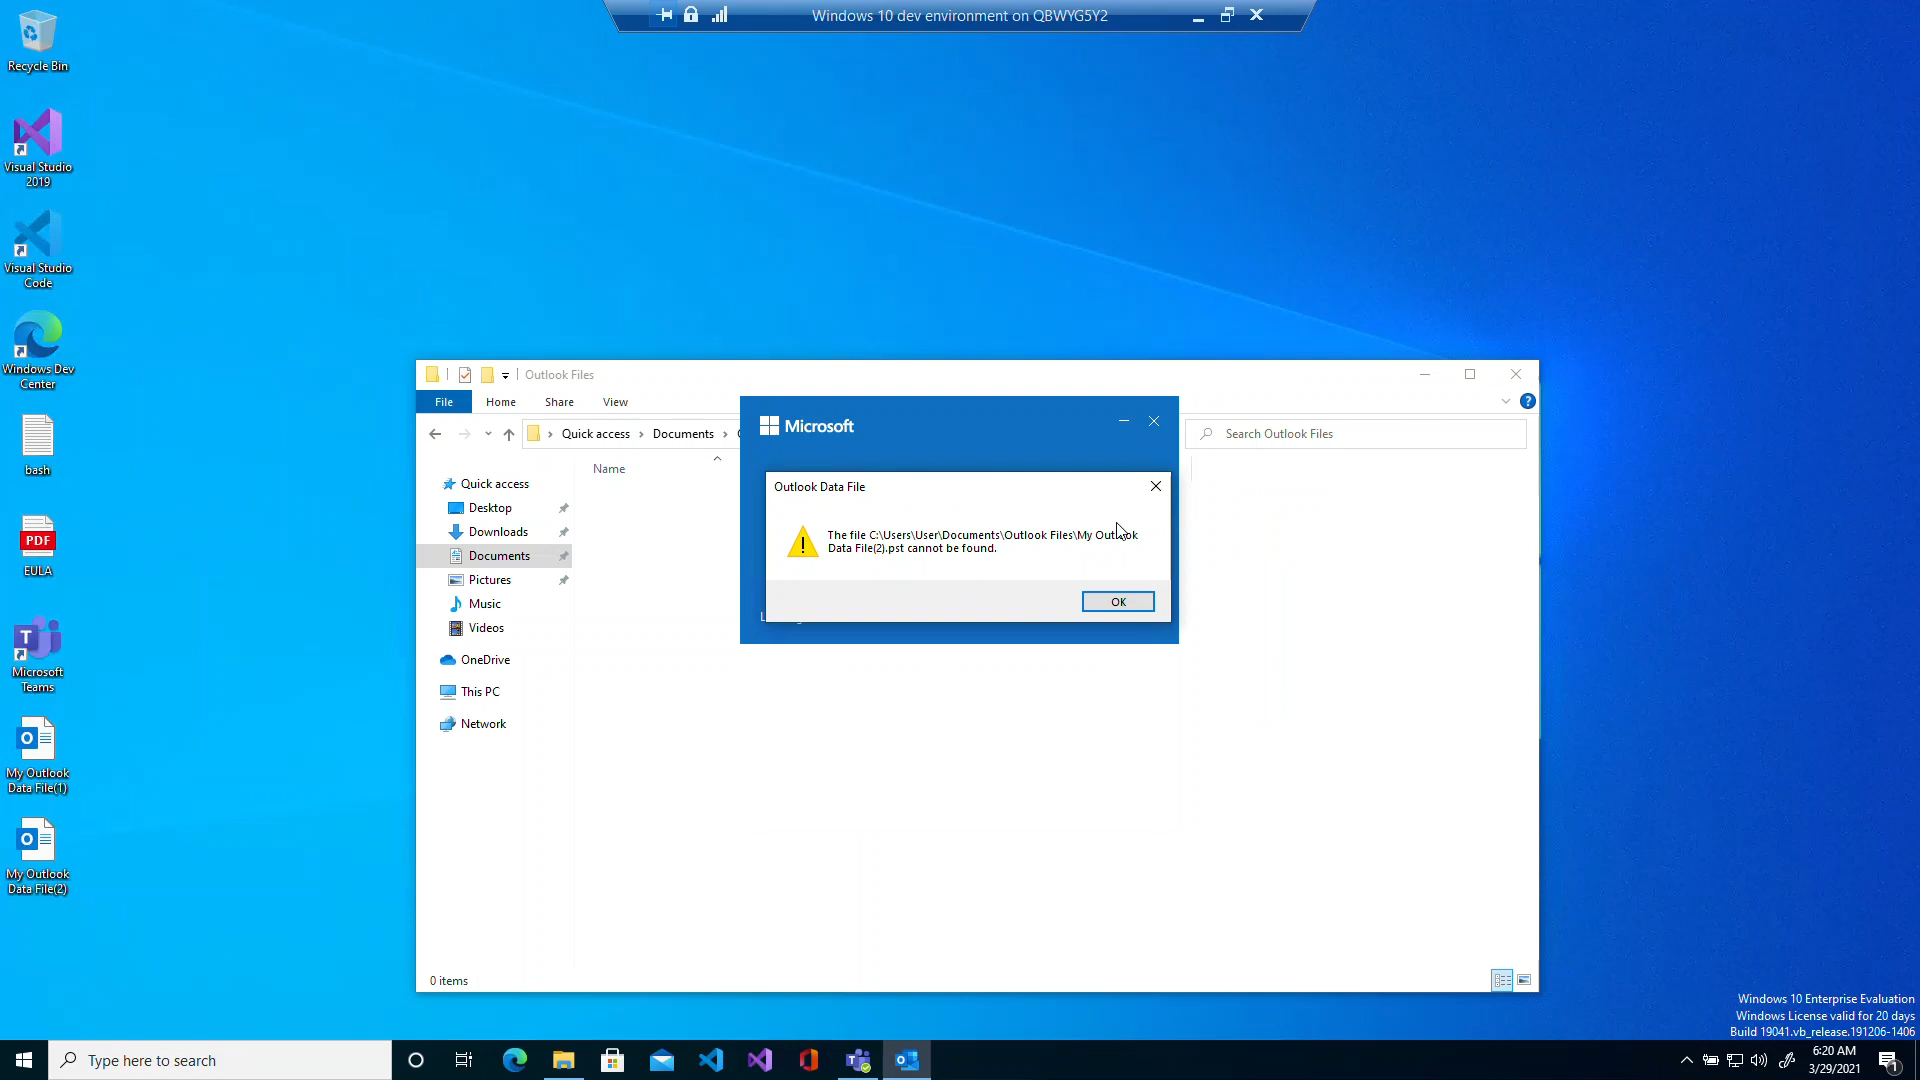 Windows 10 dev environment on QBWYG5Y2
Recycle Bin
Visual Studio
2019
Visual Studio
Code
Windows Dev
Center
bash
PDF
EULA
Microsoft
Teams
My Outlook
Data File(1)
My Outlook
Data File(2)
Outlook Files
File
Home
Share
View
Quick access
Documents
Search Outlook Files
Name
Quick access
Desktop
Downloads
Documents
Pictures
Music
Videos
OneDrive
This PC
Network
0 items
Microsoft
Outlook Data File
The file C:\Users\User\Documents\Outlook Files\My Outlook
Data File(2).pst cannot be found.
OK
Windows 10 Enterprise Evaluation
Windows License valid for 20 days
Build 19041.vb_release.191206-1406
Type here to search
6:20 AM
3/29/2021
1